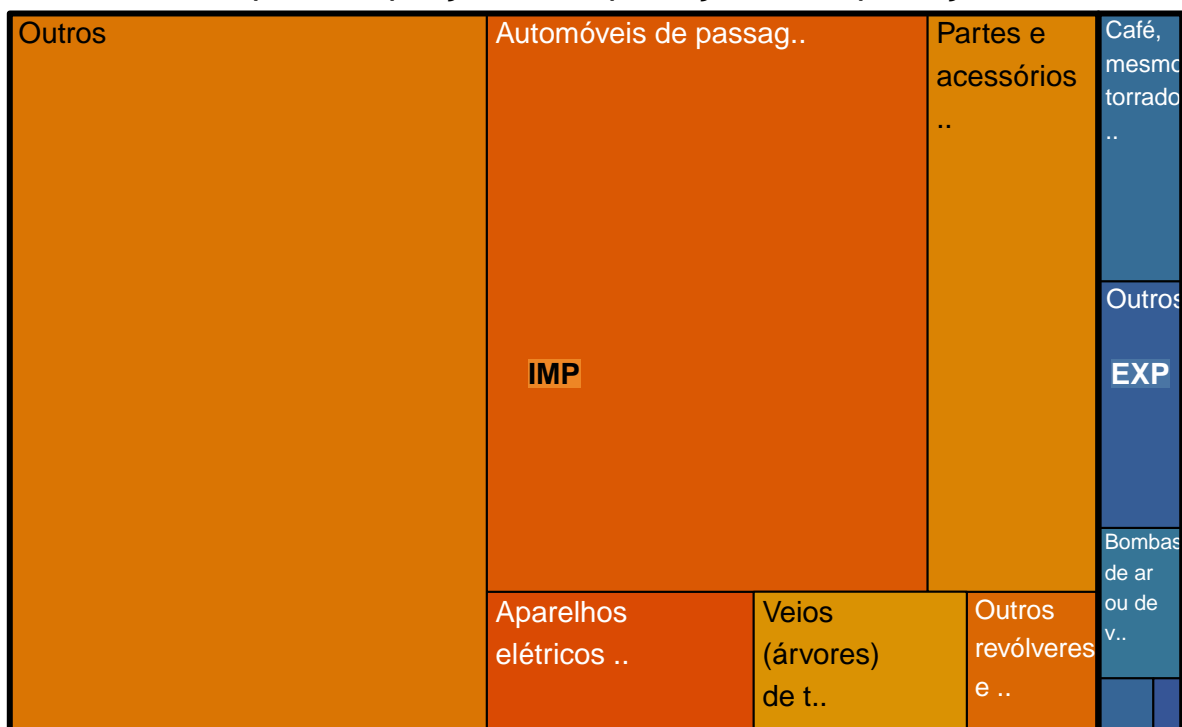 Outros
Automóveis de passag..
Partes e
acessórios
..
IMP
Aparelhos
elétricos ..
Veios
(árvores)
de t..
Outros
revólveres
e ..
Café,
mesmo
torrado
..
Outros
EXP
Bombas
de ar
ou de
v..